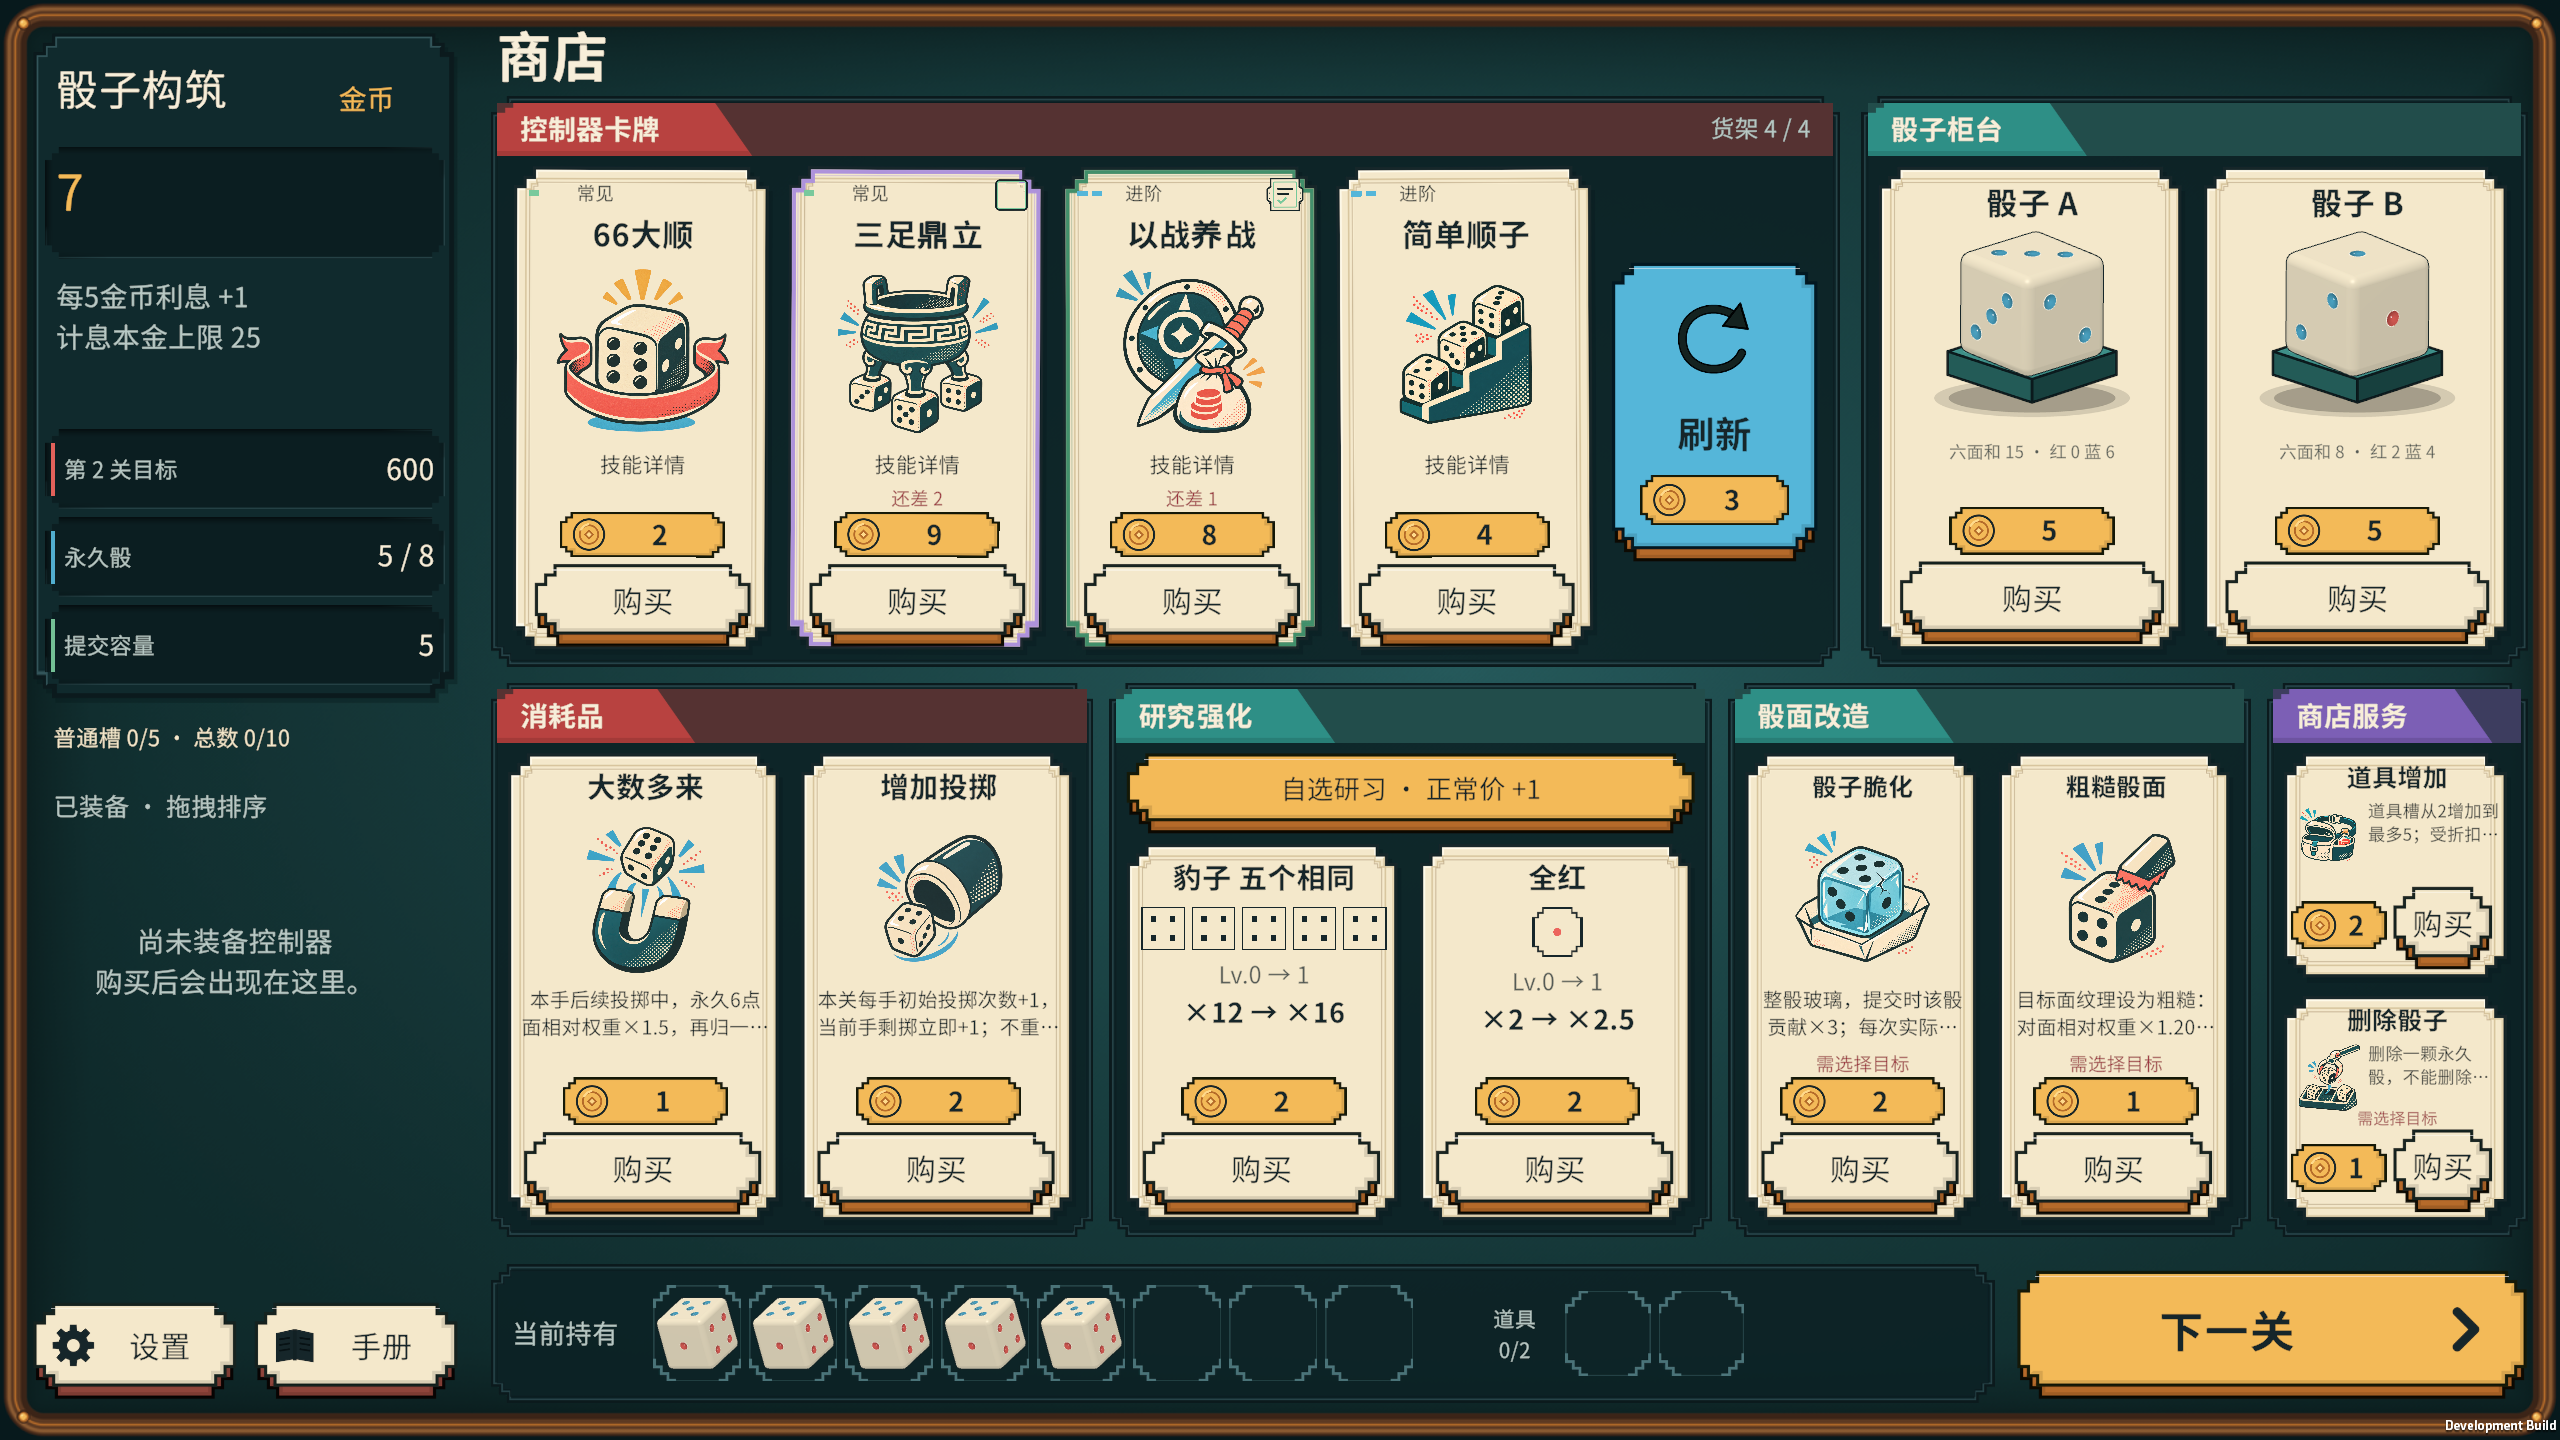 骰子构筑
金币
7
每5金币利息 +1
计息本金上限 25
第 2 关目标 600
永久骰 5 / 8
提交容量 5
普通槽 0/5 · 总数 0/10
已装备 · 拖拽排序
尚未装备控制器
购买后会出现在这里。
设置
手册
商店
控制器卡牌
货架 4 / 4
常见
66大顺
技能详情
2
购买
常见
三足鼎立
技能详情
还差 2
9
购买
进阶
以战养战
技能详情
还差 1
8
购买
进阶
简单顺子
技能详情
4
购买
刷新
3
骰子柜台
骰子 A
六面和 15 · 红 0 蓝 6
5
购买
骰子 B
六面和 8 · 红 2 蓝 4
5
购买
消耗品
大数多来
本手后续投掷中，永久6点
面相对权重×1.5，再归一…
1
购买
增加投掷
本关每手初始投掷次数+1，
当前手剩掷立即+1；不重…
2
购买
研究强化
自选研习 · 正常价 +1
豹子 五个相同
Lv.0 → 1
×12 → ×16
2
购买
全红
Lv.0 → 1
×2 → ×2.5
2
购买
骰面改造
骰子脆化
整骰玻璃，提交时该骰
贡献×3；每次实际…
需选择目标
2
购买
粗糙骰面
目标面纹理设为粗糙：
对面相对权重×1.20…
需选择目标
1
购买
商店服务
道具增加
道具槽从2增加到
最多5；受折扣…
2
购买
删除骰子
删除一颗永久
骰，不能删除…
需选择目标
1
购买
当前持有
道具
0/2
下一关
Development Build